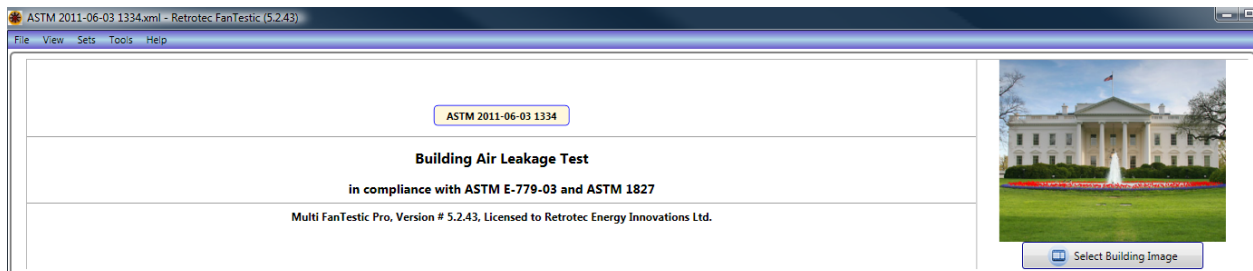 ASTM 2011-06-03 1334.xml - Retrotec FanTestic (5.2.43)
File View Sets Tools Help
ASTM 2011-06-03 1334
Building Air Leakage Test
in compliance with ASTM E-779-03 and ASTM 1827
Multi FanTestic Pro, Version # 5.2.43, Licensed to Retrotec Energy Innovations Ltd.
Select Building Image